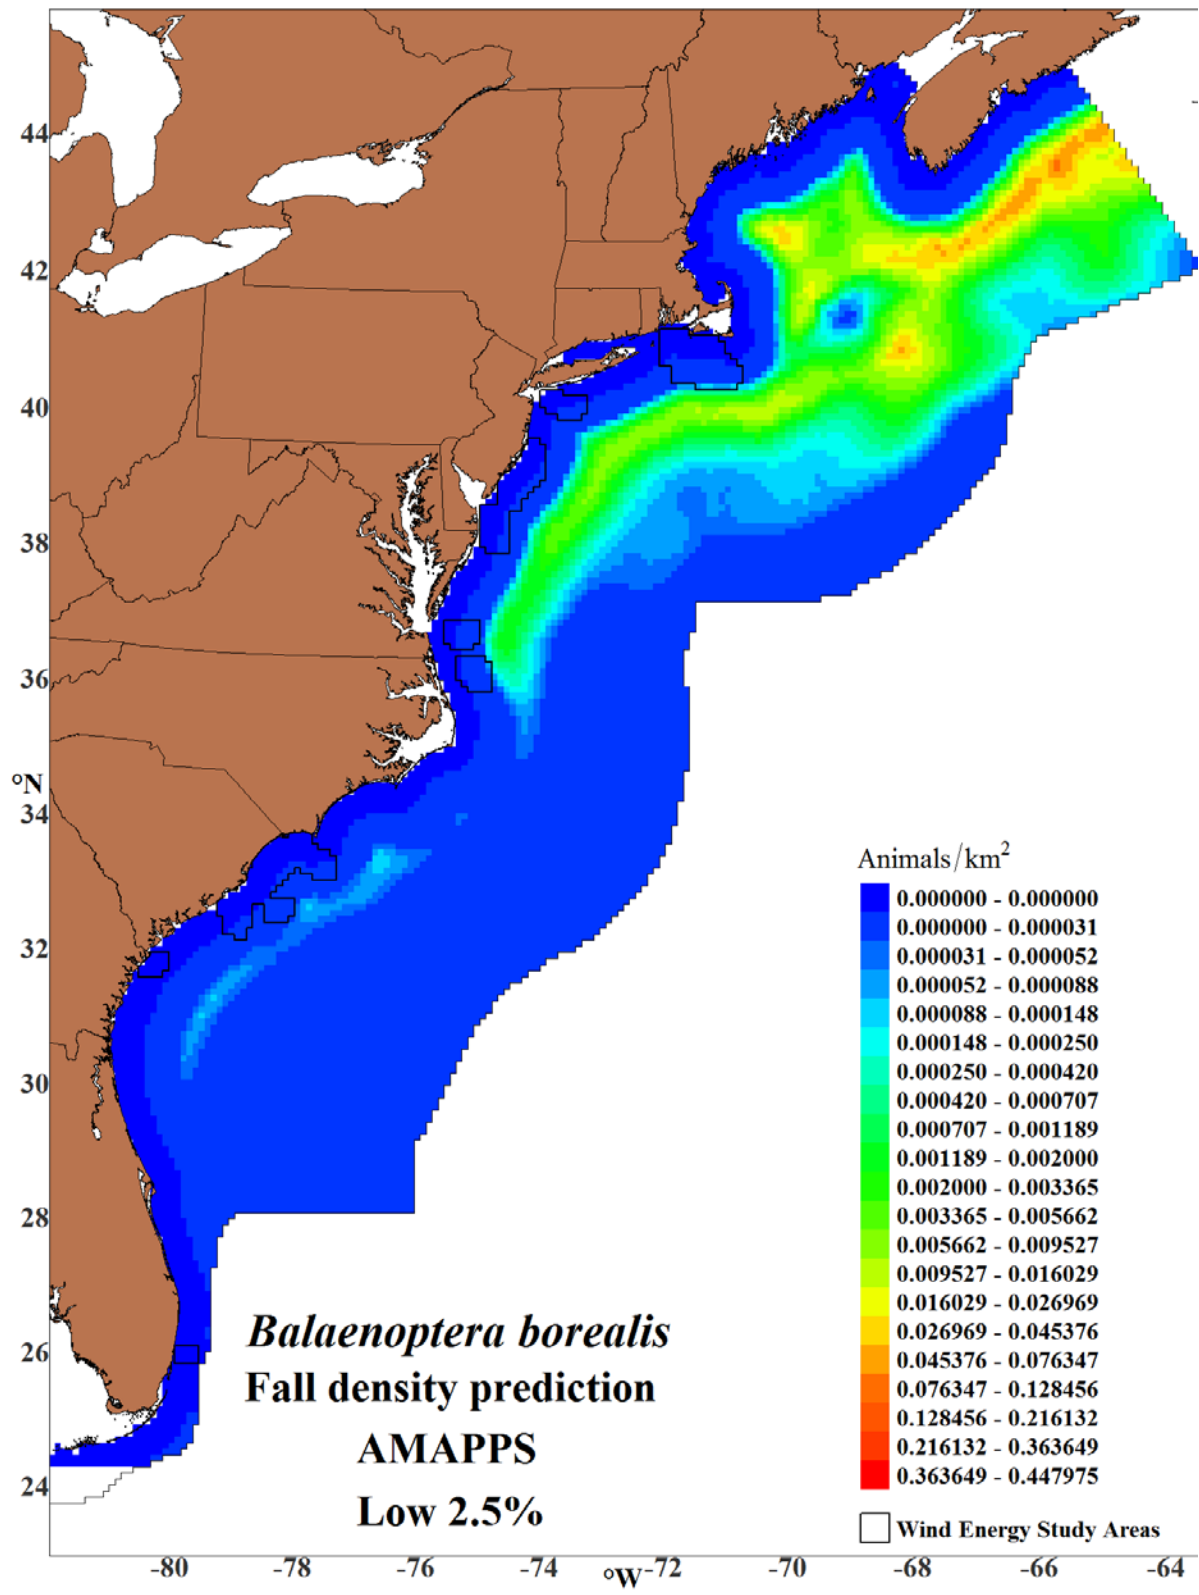 44
42
40
38
36
°N
34
32
30
28
26
24
Animals/km²
0.000000 - 0.000000
0.000000 - 0.000031
0.000031 - 0.000052
0.000052 - 0.000088
0.000088 - 0.000148
0.000148 - 0.000250
0.000250 - 0.000420
0.000420 - 0.000707
0.000707 - 0.001189
0.001189 - 0.002000
0.002000 - 0.003365
0.003365 - 0.005662
0.005662 - 0.009527
0.009527 - 0.016029
0.016029 - 0.026969
0.026969 - 0.045376
0.045376 - 0.076347
0.076347 - 0.128456
0.128456 - 0.216132
0.216132 - 0.363649
0.363649 - 0.447975
Wind Energy Study Areas
Balaenoptera borealis
Fall density prediction
AMAPPS
Low 2.5%
-80 -78 -76 -74 °W -72 -70 -68 -66 -64